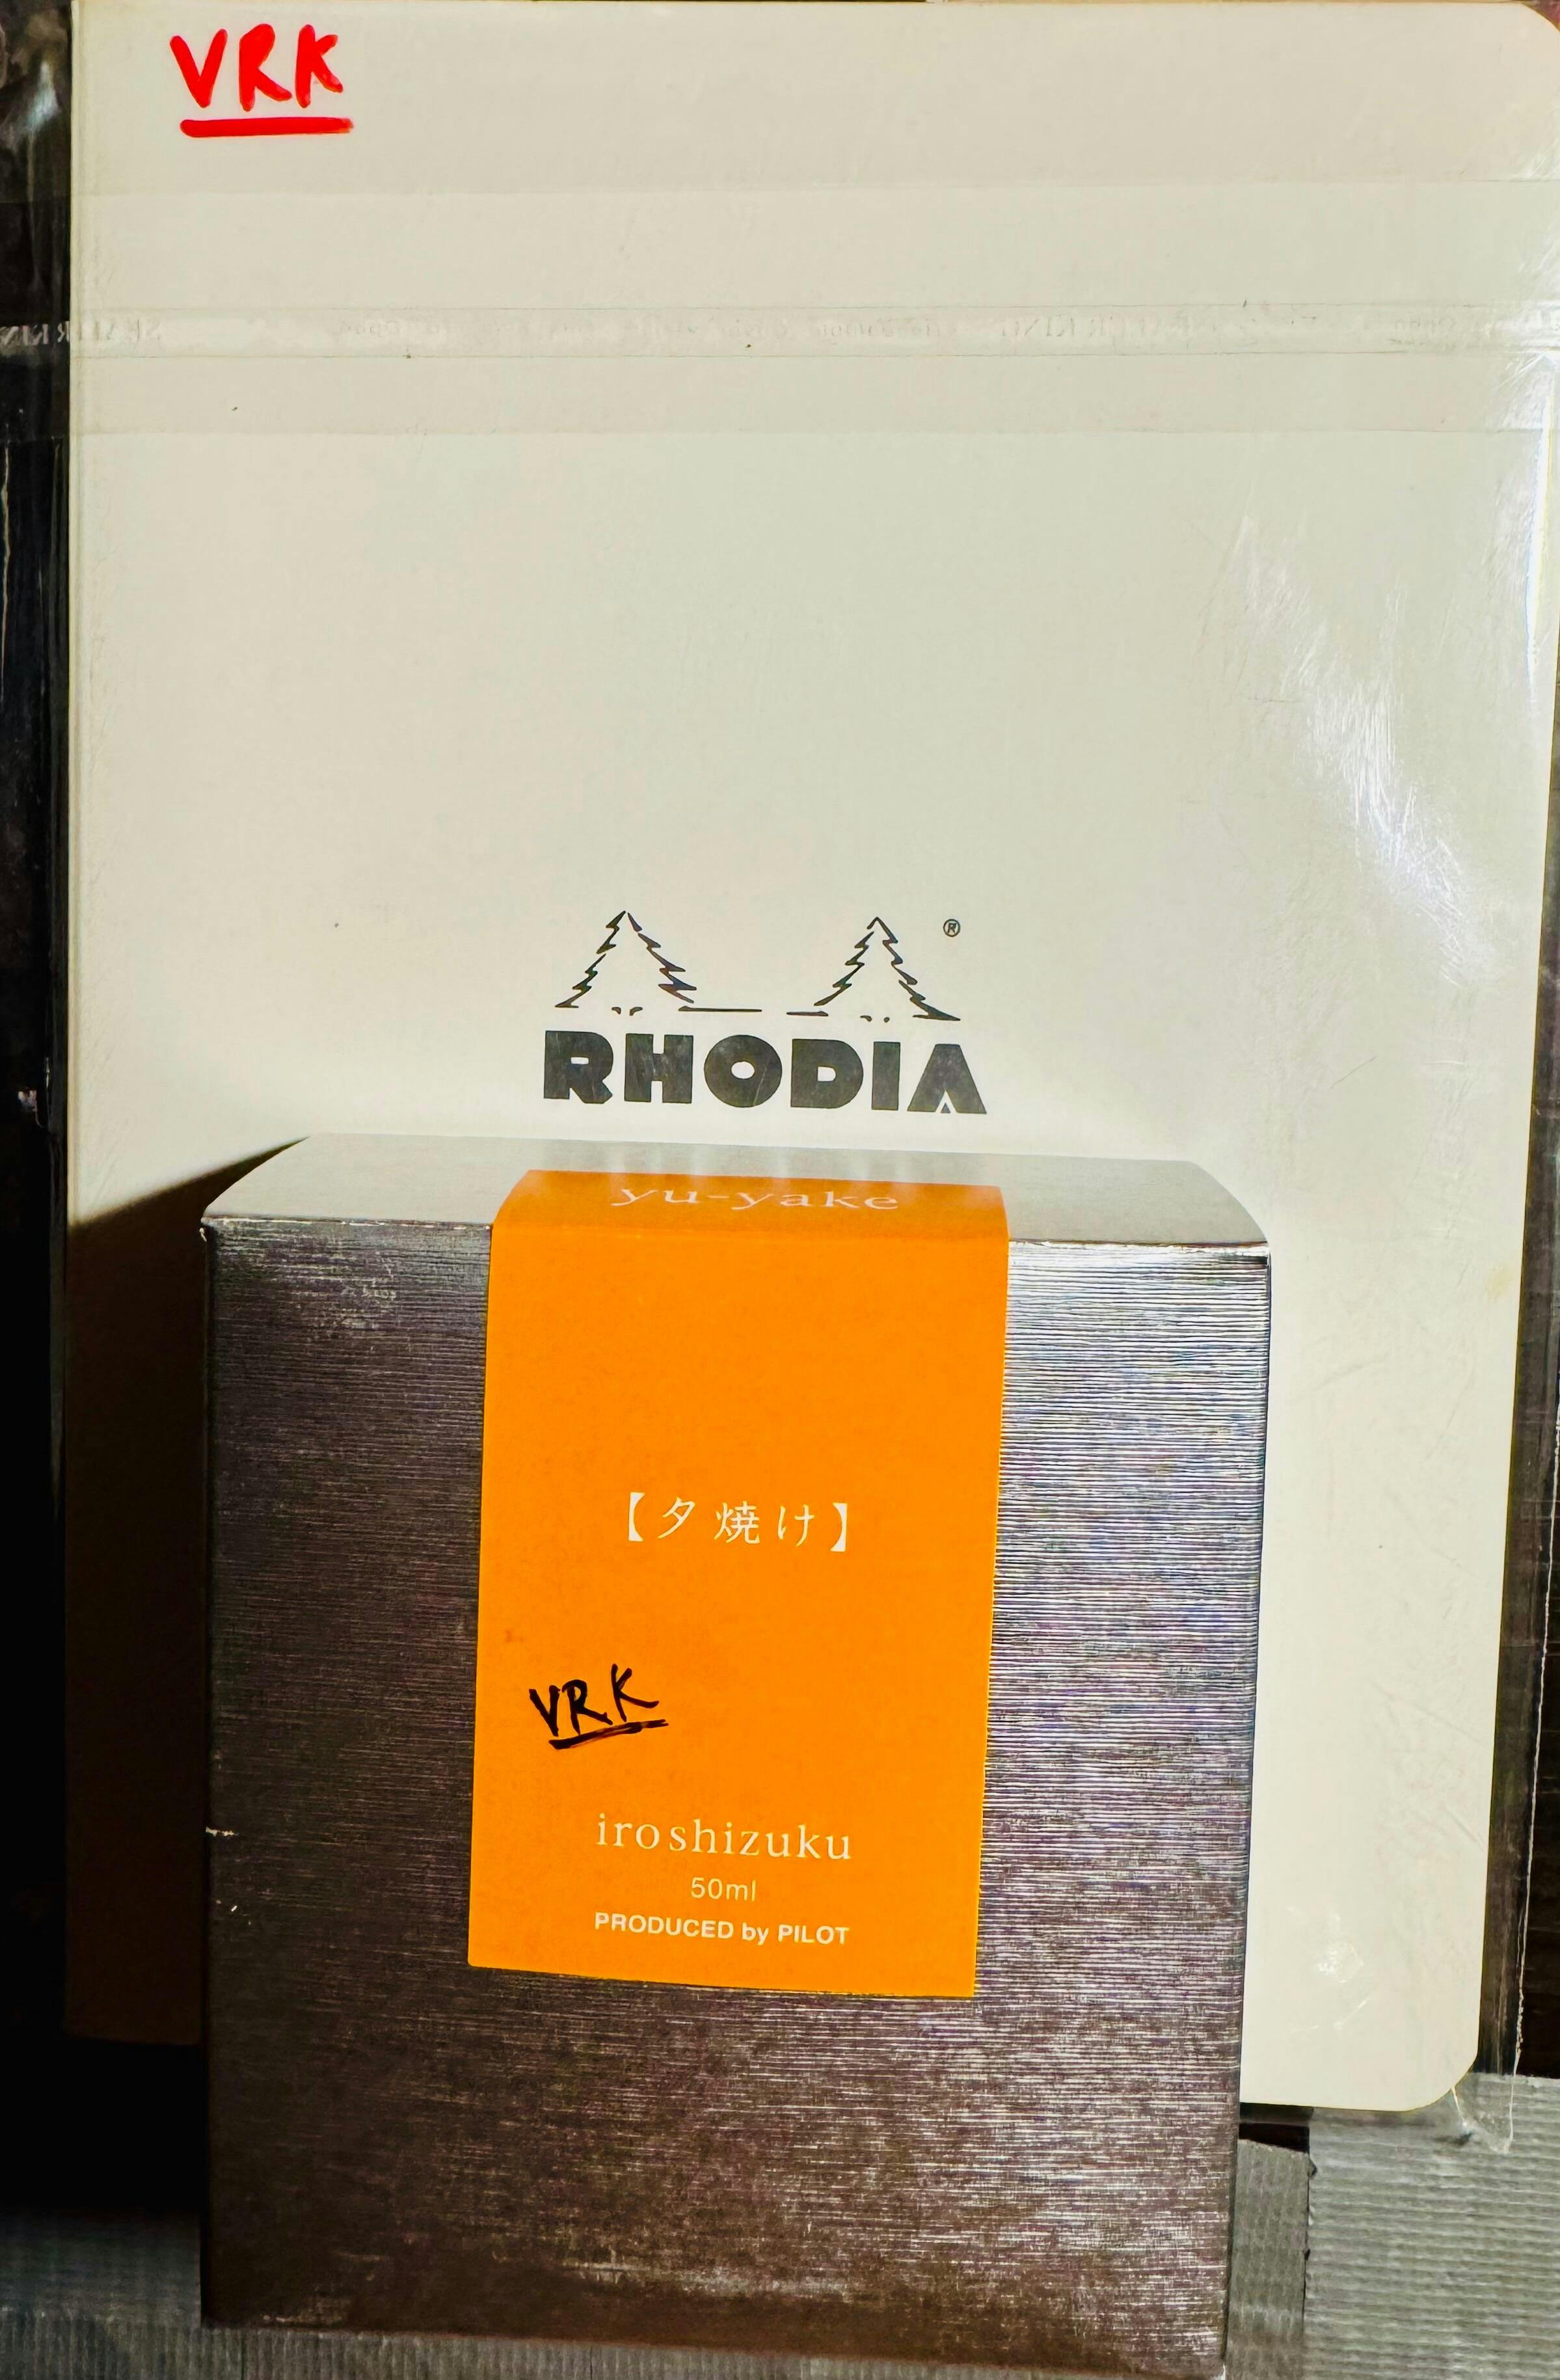 VRK
®
RHODIA
yu-yake
【夕焼け】
VRK
iroshizuku
50ml
PRODUCED by PILOT